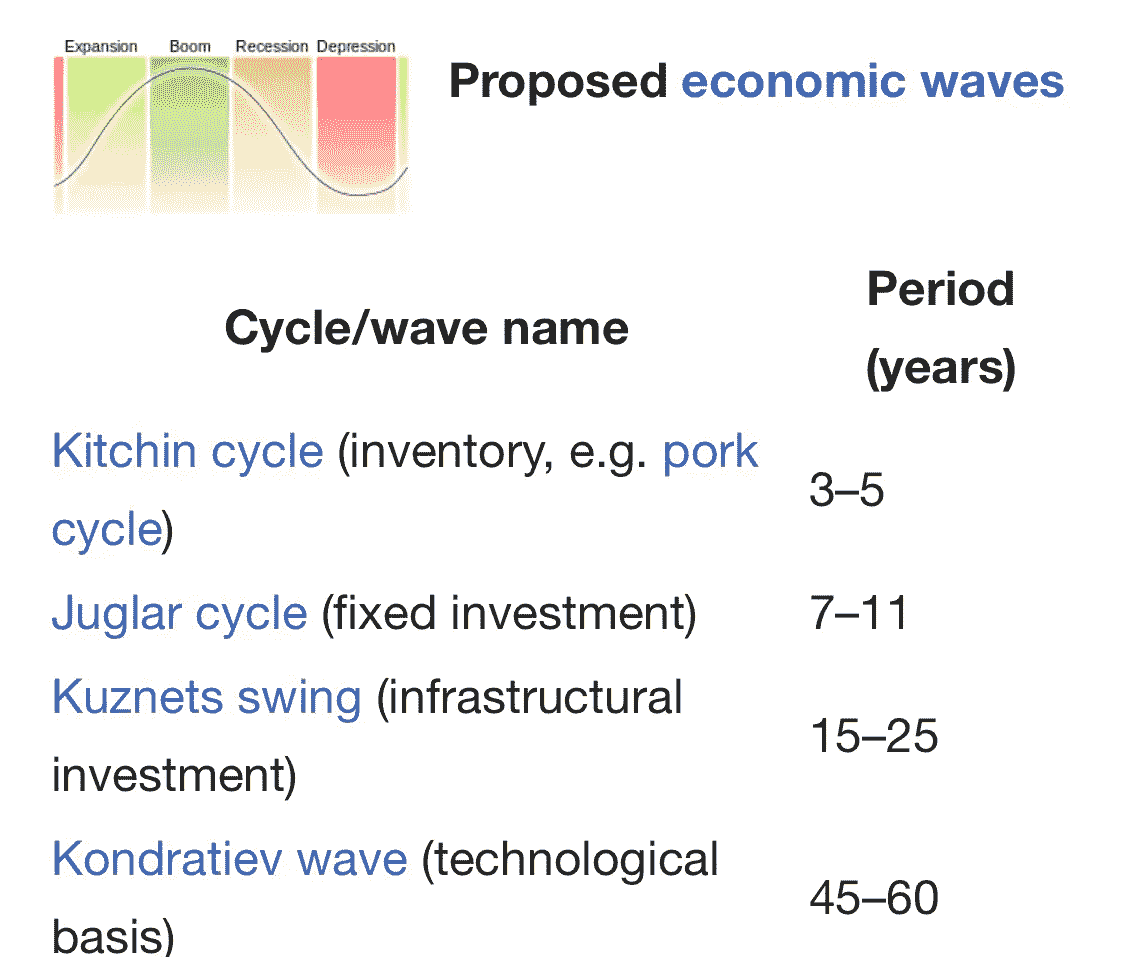 Expansion Boom Recession Depression
Proposed economic waves
Cycle/wave name
Period
(years)
Kitchin cycle (inventory, e.g. pork
cycle)
3–5
Juglar cycle (fixed investment)
7–11
Kuznets swing (infrastructural
investment)
15–25
Kondratiev wave (technological
basis)
45–60